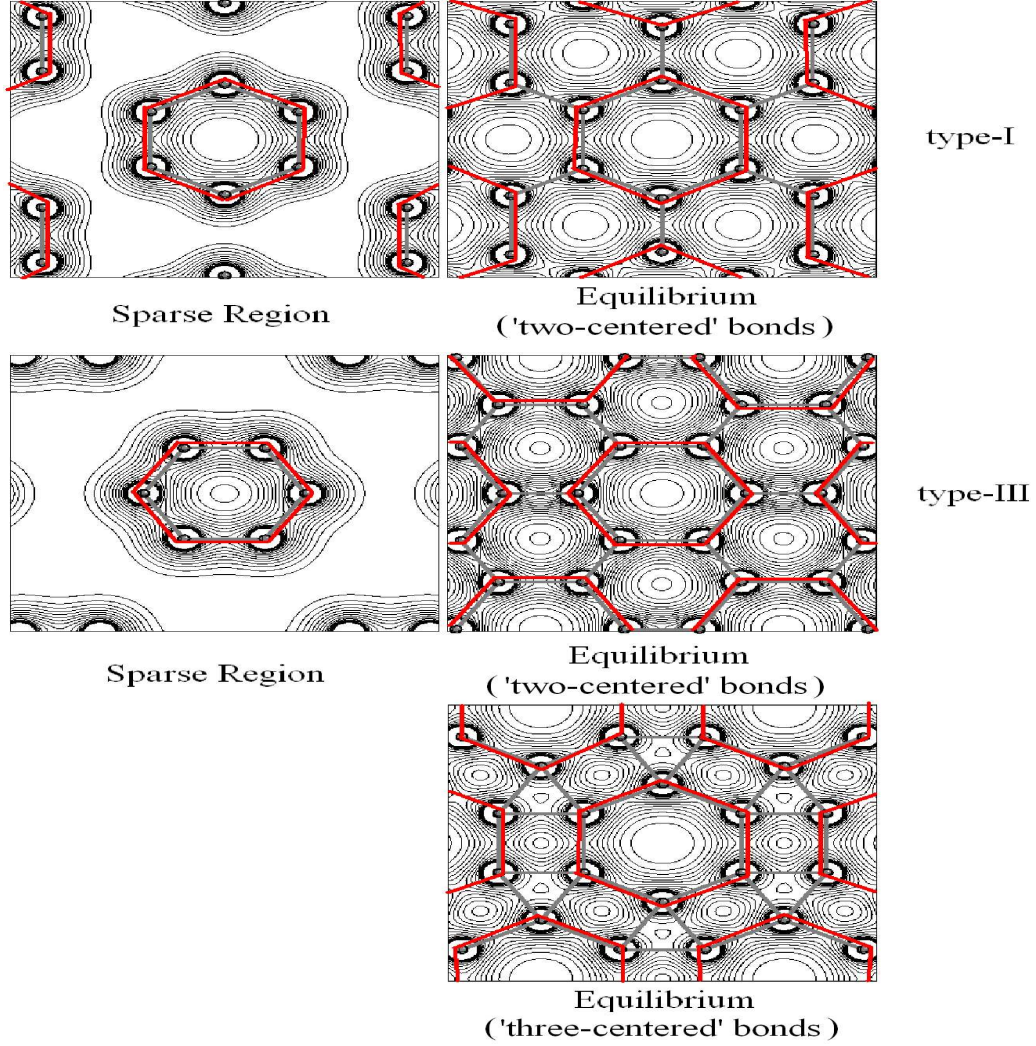 type-I
Sparse Region
Equilibrium
('two-centered' bonds)
type-III
Sparse Region
Equilibrium
('two-centered' bonds)
Equilibrium
('three-centered' bonds)